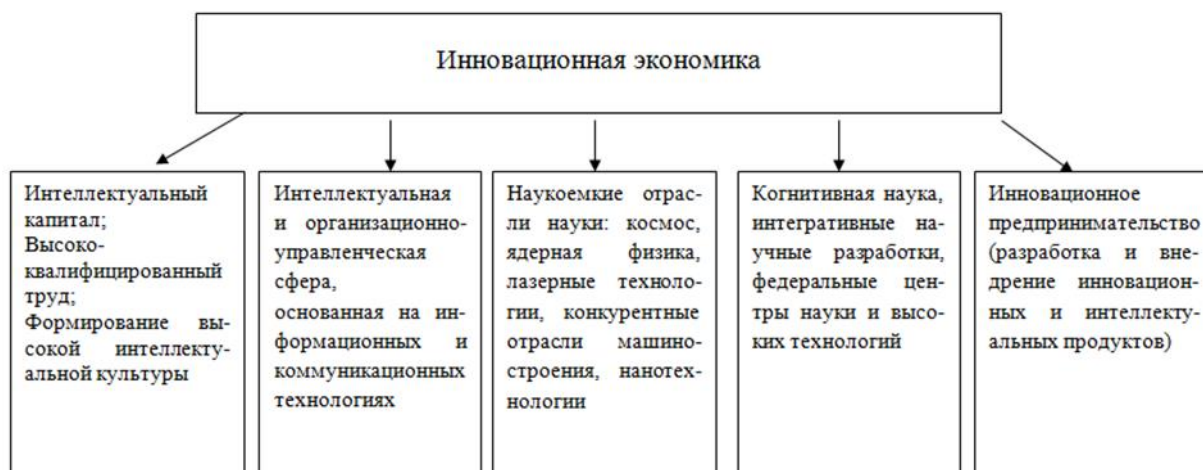 Инновационная экономика
Интеллектуальный
капитал;
Высоко-
квалифицированный
труд;
Формирование вы-
сокой интеллекту-
альной культуры
Интеллектуальная
и организационно-
управленческая
сфера,
основанная на ин-
формационных и
коммуникационных
технологиях
Наукоемкие отрас-
ли науки: космос,
ядерная физика,
лазерные техноло-
гии, конкурентные
отрасли машино-
строения, нанотех-
нологии
Когнитивная наука,
интегративные на-
учные разработки,
федеральные цен-
тры науки и высо-
ких технологий
Инновационное
предпринимательство
(разработка и вне-
дрение инновацион-
ных и интеллекту-
альных продуктов)